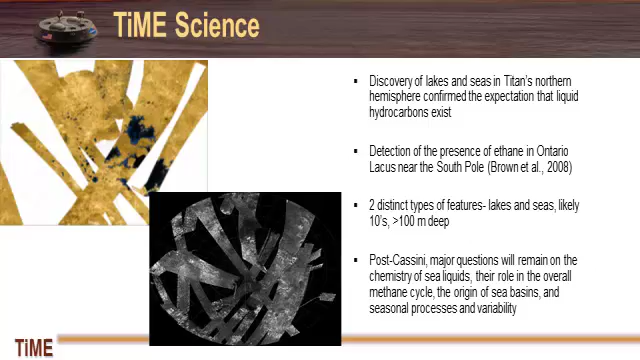 TiME Science
▪ Discovery of lakes and seas in Titan's northern
hemisphere confirmed the expectation that liquid
hydrocarbons exist
▪ Detection of the presence of ethane in Ontario
Lacus near the South Pole (Brown et al., 2008)
▪ 2 distinct types of features- lakes and seas, likely
10's, >100 m deep
▪ Post-Cassini, major questions will remain on the
chemistry of sea liquids, their role in the overall
methane cycle, the origin of sea basins, and
seasonal processes and variability
TiME